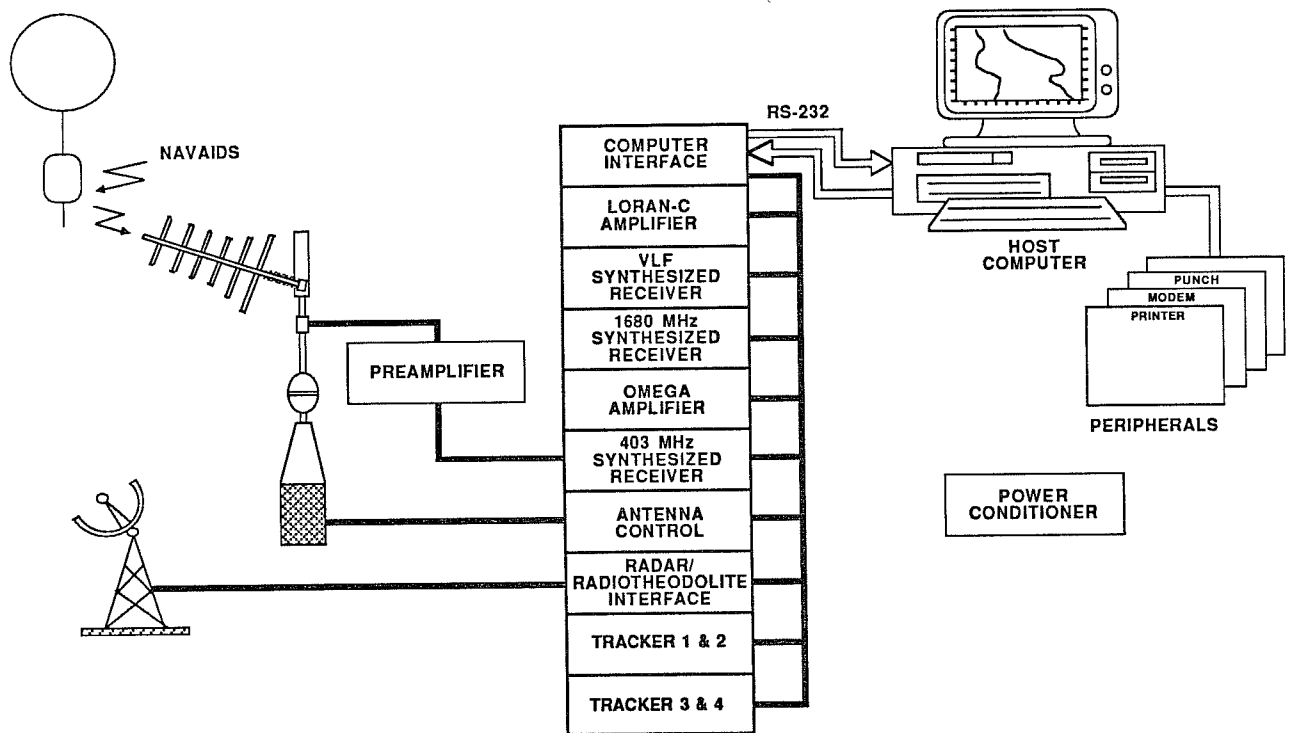 NAVAIDS
RS-232
COMPUTER
INTERFACE
LORAN-C
AMPLIFIER
VLF
SYNTHESIZED
RECEIVER
1680 MHz
SYNTHESIZED
RECEIVER
OMEGA
AMPLIFIER
403 MHz
SYNTHESIZED
RECEIVER
ANTENNA
CONTROL
RADAR/
RADIOTHEODOLITE
INTERFACE
TRACKER 1 & 2
TRACKER 3 & 4
PREAMPLIFIER
HOST
COMPUTER
PUNCH
MODEM
PRINTER
PERIPHERALS
POWER
CONDITIONER